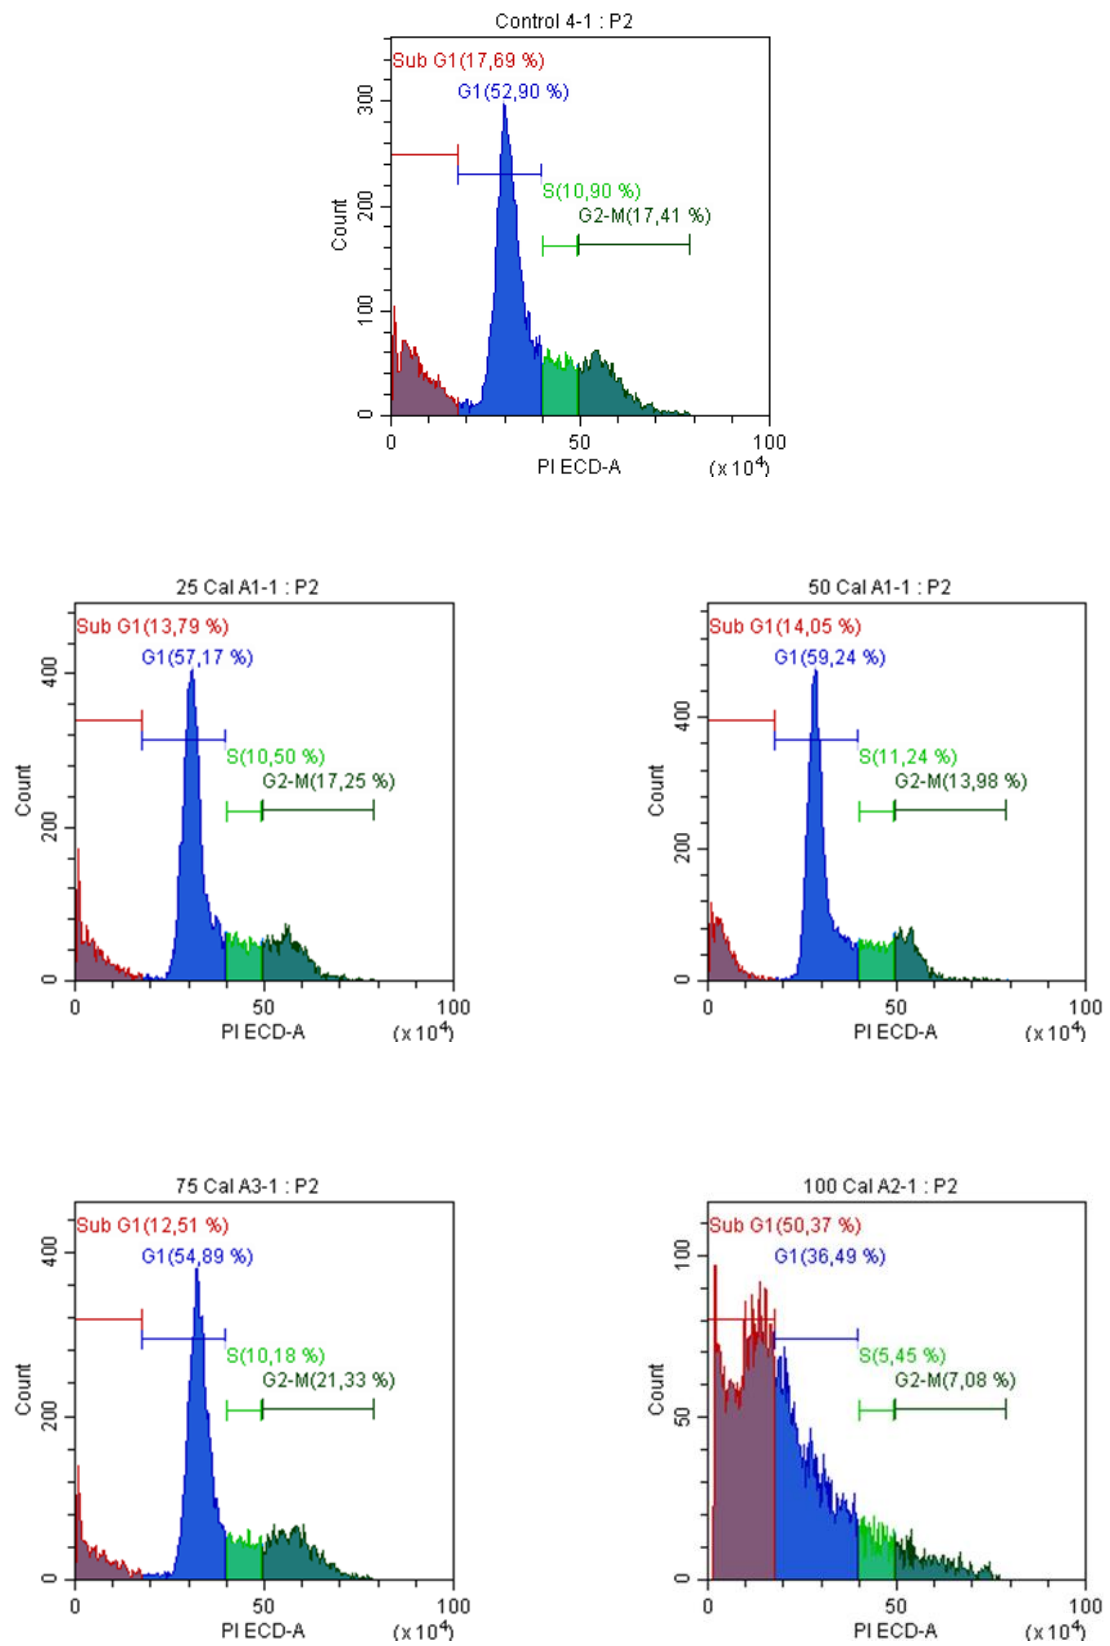 Control 4-1 : P2
Sub G1(17,69 %)
G1(52,90 %)
S(10,90 %)
G2-M(17,41 %)
Count
0
100
200
300
0
50
100
PI ECD-A
(x 10⁴)
25 Cal A1-1 : P2
Sub G1(13,79 %)
G1(57,17 %)
S(10,50 %)
G2-M(17,25 %)
Count
0
200
400
0
50
100
PI ECD-A
(x 10⁴)
50 Cal A1-1 : P2
Sub G1(14,05 %)
G1(59,24 %)
S(11,24 %)
G2-M(13,98 %)
Count
0
200
400
0
50
100
PI ECD-A
(x 10⁴)
75 Cal A3-1 : P2
Sub G1(12,51 %)
G1(54,89 %)
S(10,18 %)
G2-M(21,33 %)
Count
0
200
400
0
50
100
PI ECD-A
(x 10⁴)
100 Cal A2-1 : P2
Sub G1(50,37 %)
G1(36,49 %)
S(5,45 %)
G2-M(7,08 %)
Count
0
50
100
0
50
100
PI ECD-A
(x 10⁴)